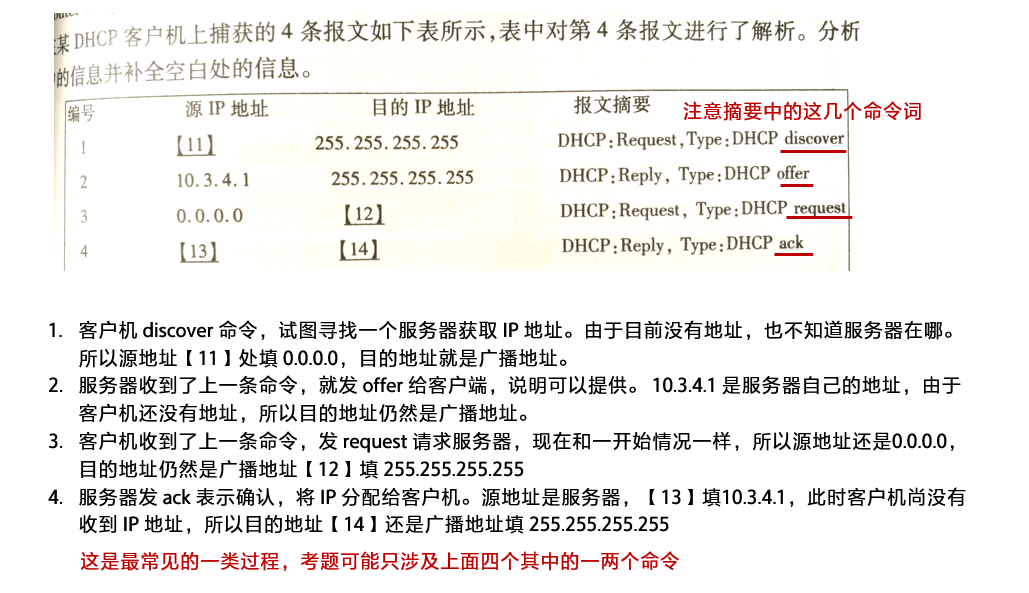 某 DHCP 客户机上捕获的 4 条报文如下表所示,表中对第 4 条报文进行了解析。分析
的信息并补全空白处的信息。
编号 源 IP 地址 目的 IP 地址 报文摘要 注意摘要中的这几个命令词
1 【11】 255.255.255.255 DHCP:Request,Type:DHCP discover
2 10.3.4.1 255.255.255.255 DHCP:Reply, Type:DHCP offer
3 0.0.0.0 【12】 DHCP:Request, Type:DHCP request
4 【13】 【14】 DHCP:Reply, Type:DHCP ack
1. 客户机 discover 命令，试图寻找一个服务器获取 IP 地址。由于目前没有地址，也不知道服务器在哪。
所以源地址【11】处填 0.0.0.0，目的地址就是广播地址。
2. 服务器收到了上一条命令，就发 offer 给客户端，说明可以提供。 10.3.4.1 是服务器自己的地址，由于
客户机还没有地址，所以目的地址仍然是广播地址。
3. 客户机收到了上一条命令，发 request 请求服务器，现在和一开始情况一样，所以源地址还是0.0.0.0，
目的地址仍然是广播地址【12】填 255.255.255.255
4. 服务器发 ack 表示确认，将 IP 分配给客户机。源地址是服务器，【13】填10.3.4.1，此时客户机尚没有
收到 IP 地址，所以目的地址【14】还是广播地址填 255.255.255.255
这是最常见的一类过程，考题可能只涉及上面四个其中的一两个命令